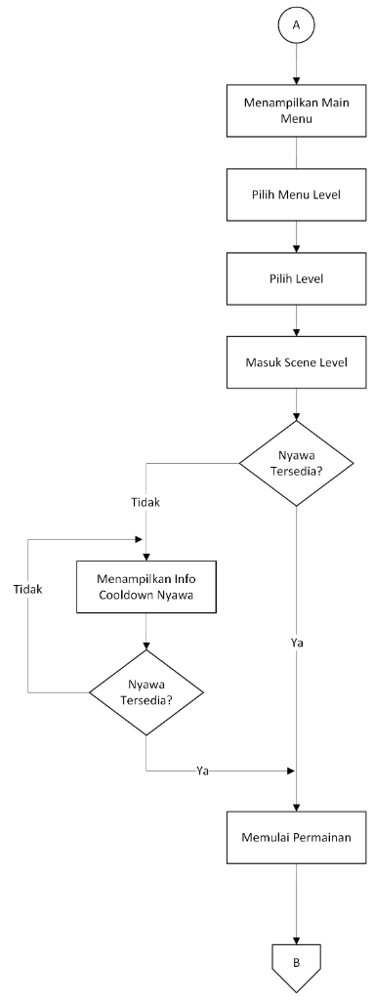 A
Menampilkan Main
Menu
Pilih Menu Level
Pilih Level
Masuk Scene Level
Nyawa
Tersedia?
Tidak
Menampilkan Info
Cooldown Nyawa
Tidak
Ya
Nyawa
Tersedia?
Ya
Memulai Permainan
B